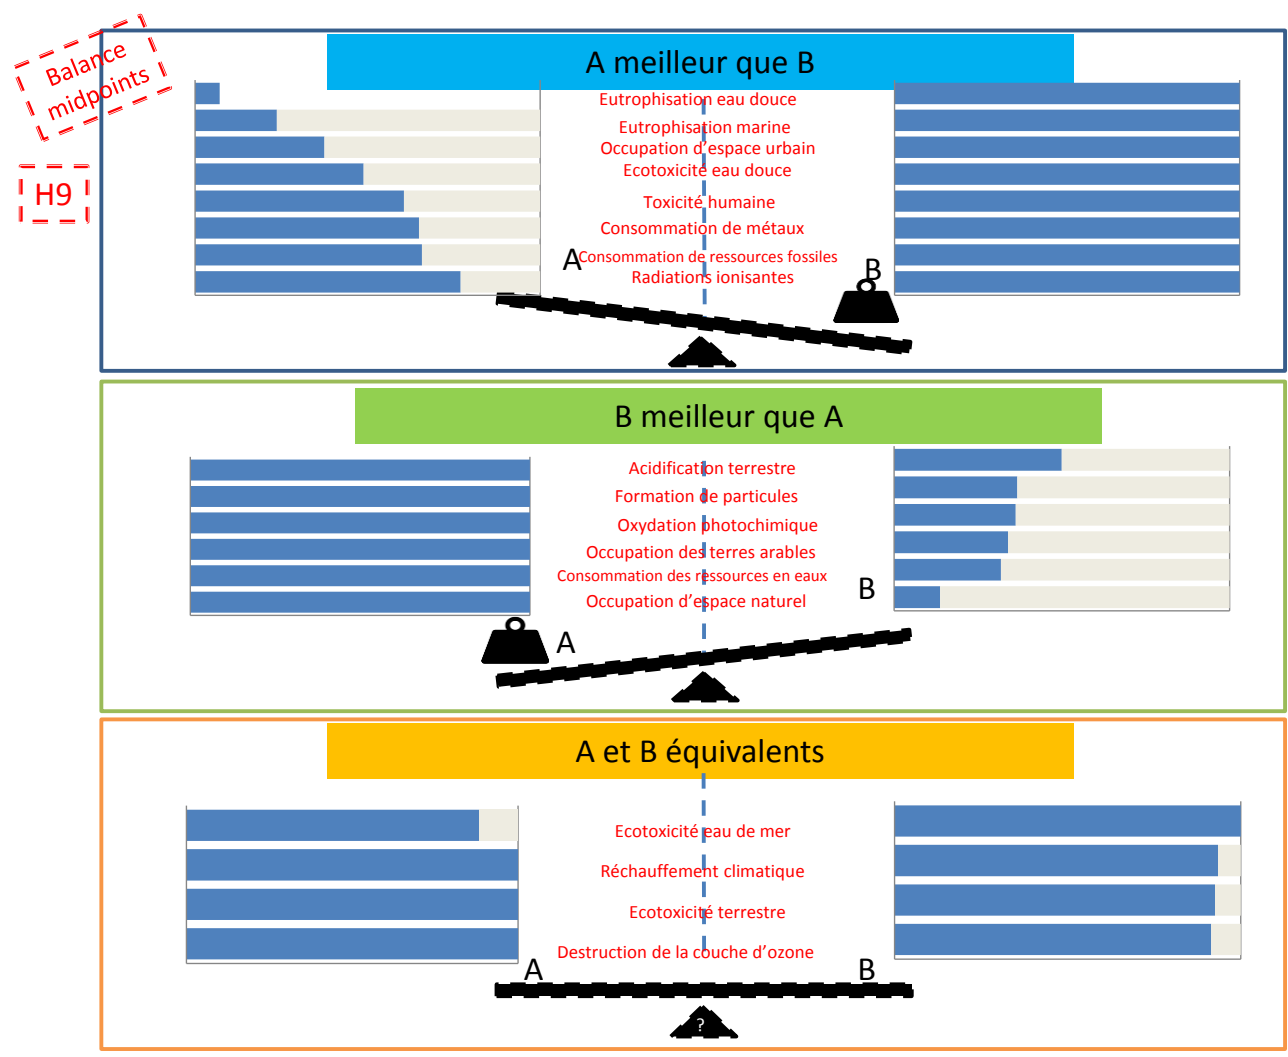 Balance
midpoints
H9
A meilleur que B
Eutrophisation eau douce
Eutrophisation marine
Occupation d'espace urbain
Ecotoxicité eau douce
Toxicité humaine
Consommation de métaux
Consommation de ressources fossiles
Radiations ionisantes
A
B
B meilleur que A
Acidification terrestre
Formation de particules
Oxydation photochimique
Occupation des terres arables
Consommation des ressources en eaux
Occupation d'espace naturel
B
A
A et B équivalents
Ecotoxicité eau de mer
Réchauffement climatique
Ecotoxicité terrestre
Destruction de la couche d'ozone
A
B
?